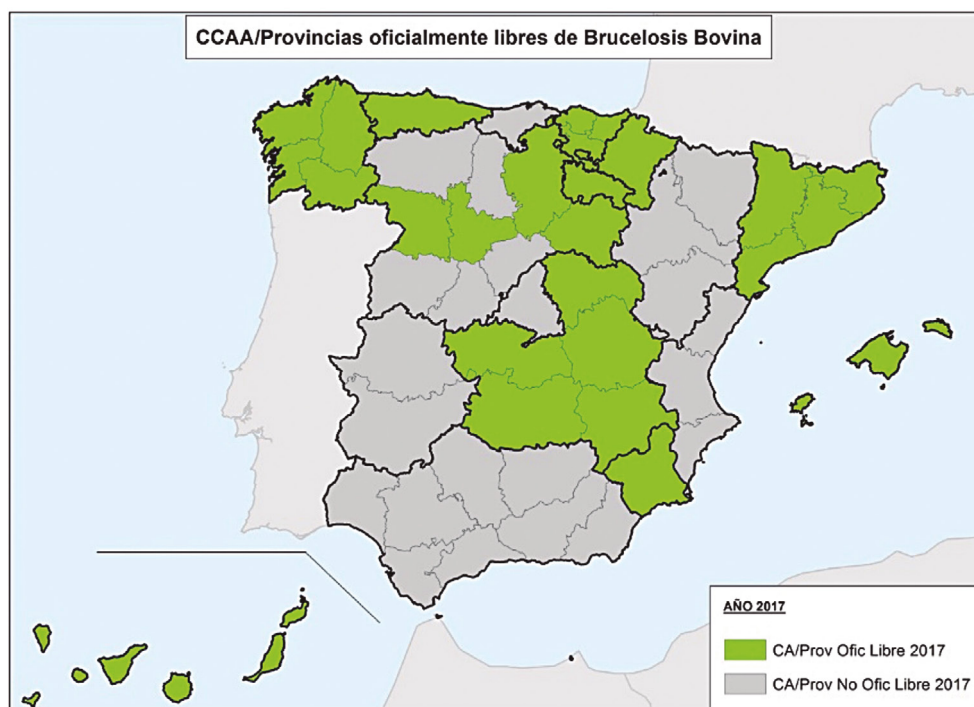 CCAA/Provincias oficialmente libres de Brucelosis Bovina
AÑO 2017
CA/Prov Ofic Libre 2017
CA/Prov No Ofic Libre 2017